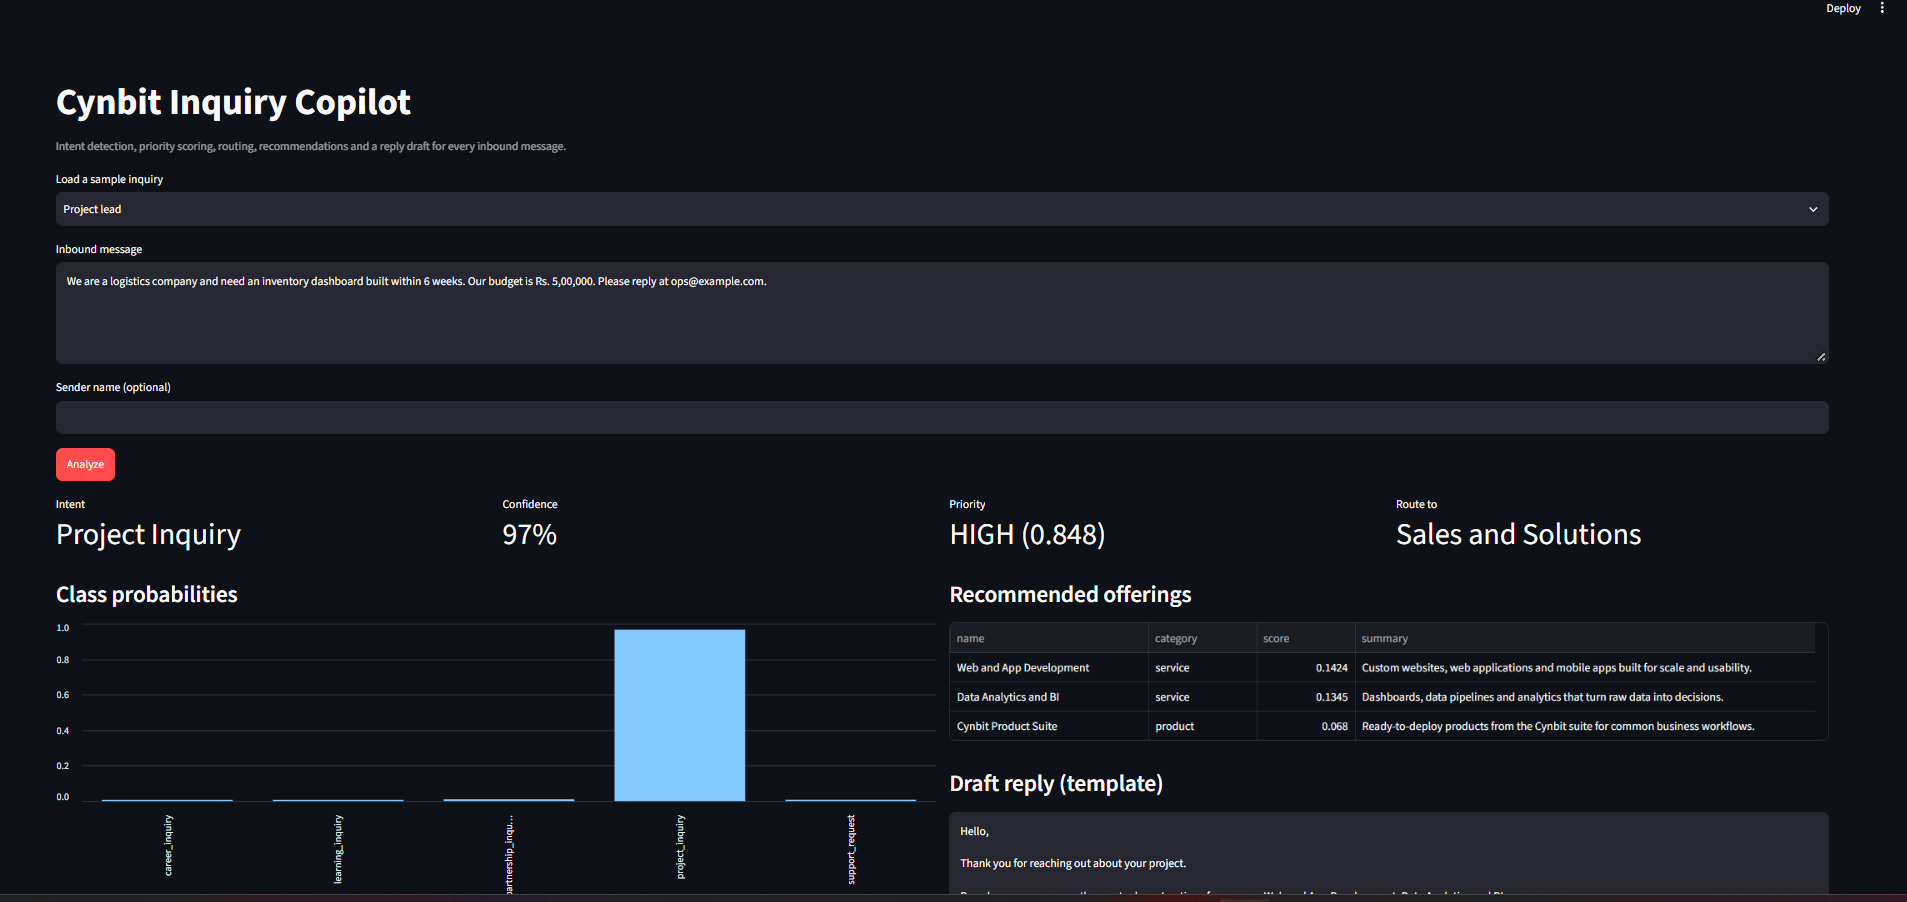 Deploy
Cynbit Inquiry Copilot
Intent detection, priority scoring, routing, recommendations and a reply draft for every inbound message.
Load a sample inquiry
Project lead
Inbound message
We are a logistics company and need an inventory dashboard built within 6 weeks. Our budget is Rs. 5,00,000. Please reply at ops@example.com.
Sender name (optional)
Analyze
Intent
Project Inquiry
Confidence
97%
Priority
HIGH (0.848)
Route to
Sales and Solutions
Class probabilities
1.0
0.8
0.6
0.4
0.2
0.0
career_inquiry
learning_inquiry
partnership_inqu...
project_inquiry
support_request
Recommended offerings
name category score summary
Web and App Development service 0.1424 Custom websites, web applications and mobile apps built for scale and usability.
Data Analytics and BI service 0.1345 Dashboards, data pipelines and analytics that turn raw data into decisions.
Cynbit Product Suite product 0.068 Ready-to-deploy products from the Cynbit suite for common business workflows.
Draft reply (template)
Hello,
Thank you for reaching out about your project.